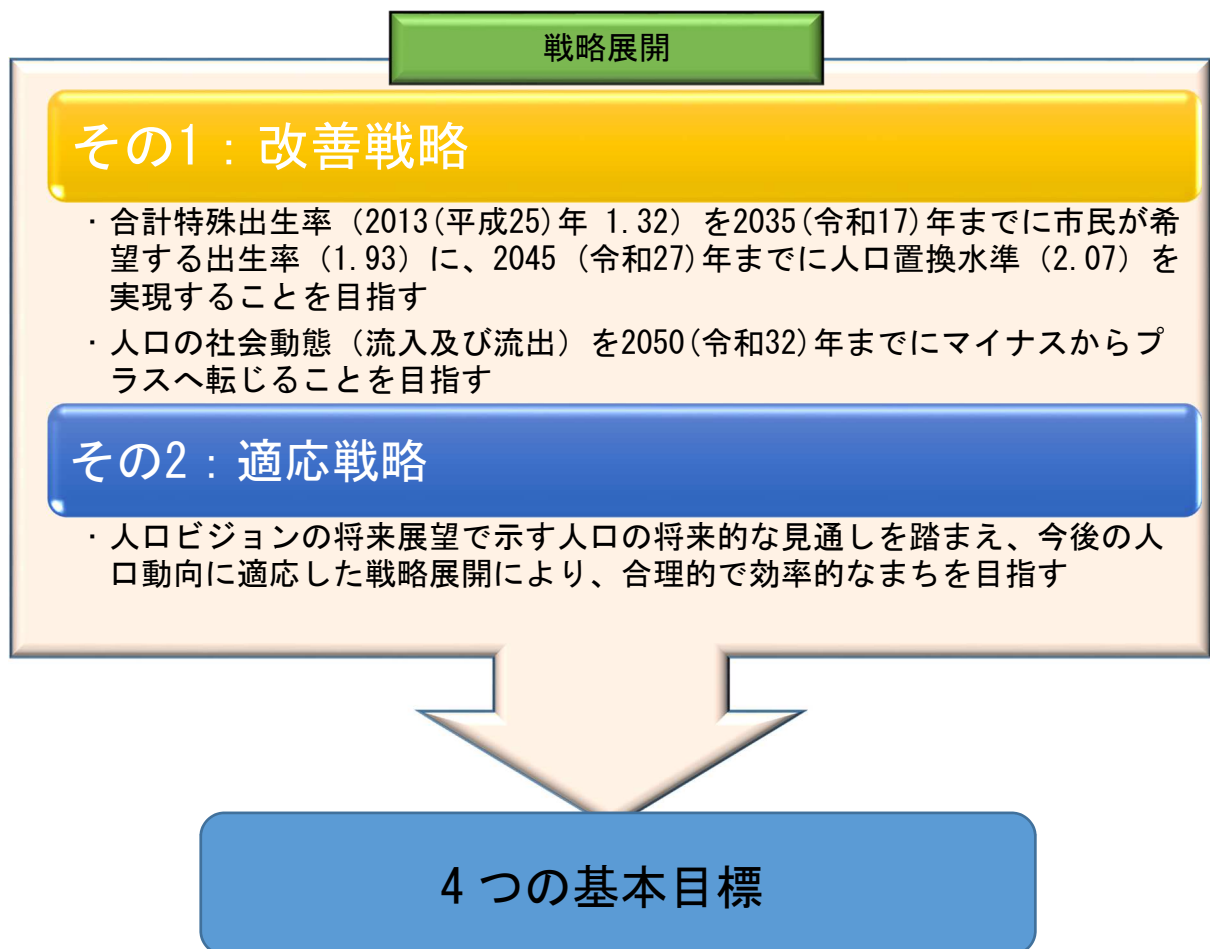 戦略展開
その1：改善戦略
・合計特殊出生率（2013(平成25)年 1.32）を2035(令和17)年までに市民が希
望する出生率（1.93）に、2045（令和27)年までに人口置換水準（2.07）を
実現することを目指す
・人口の社会動態（流入及び流出）を2050(令和32)年までにマイナスからプ
ラスへ転じることを目指す
その2：適応戦略
・人口ビジョンの将来展望で示す人口の将来的な見通しを踏まえ、今後の人
口動向に適応した戦略展開により、合理的で効率的なまちを目指す
4つの基本目標